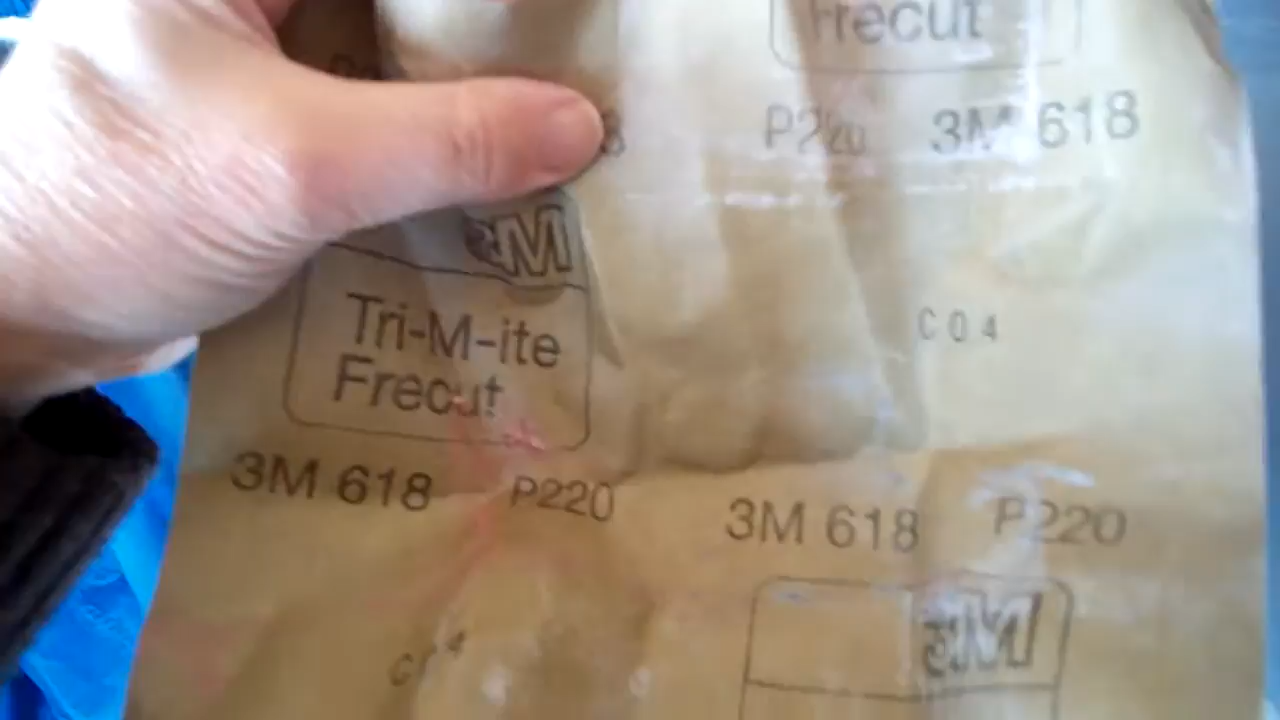 Frecut
P220 3M 618
3M
Tri-M-ite
Frecut
C04
3M 618 P220
3M 618 P220
3M